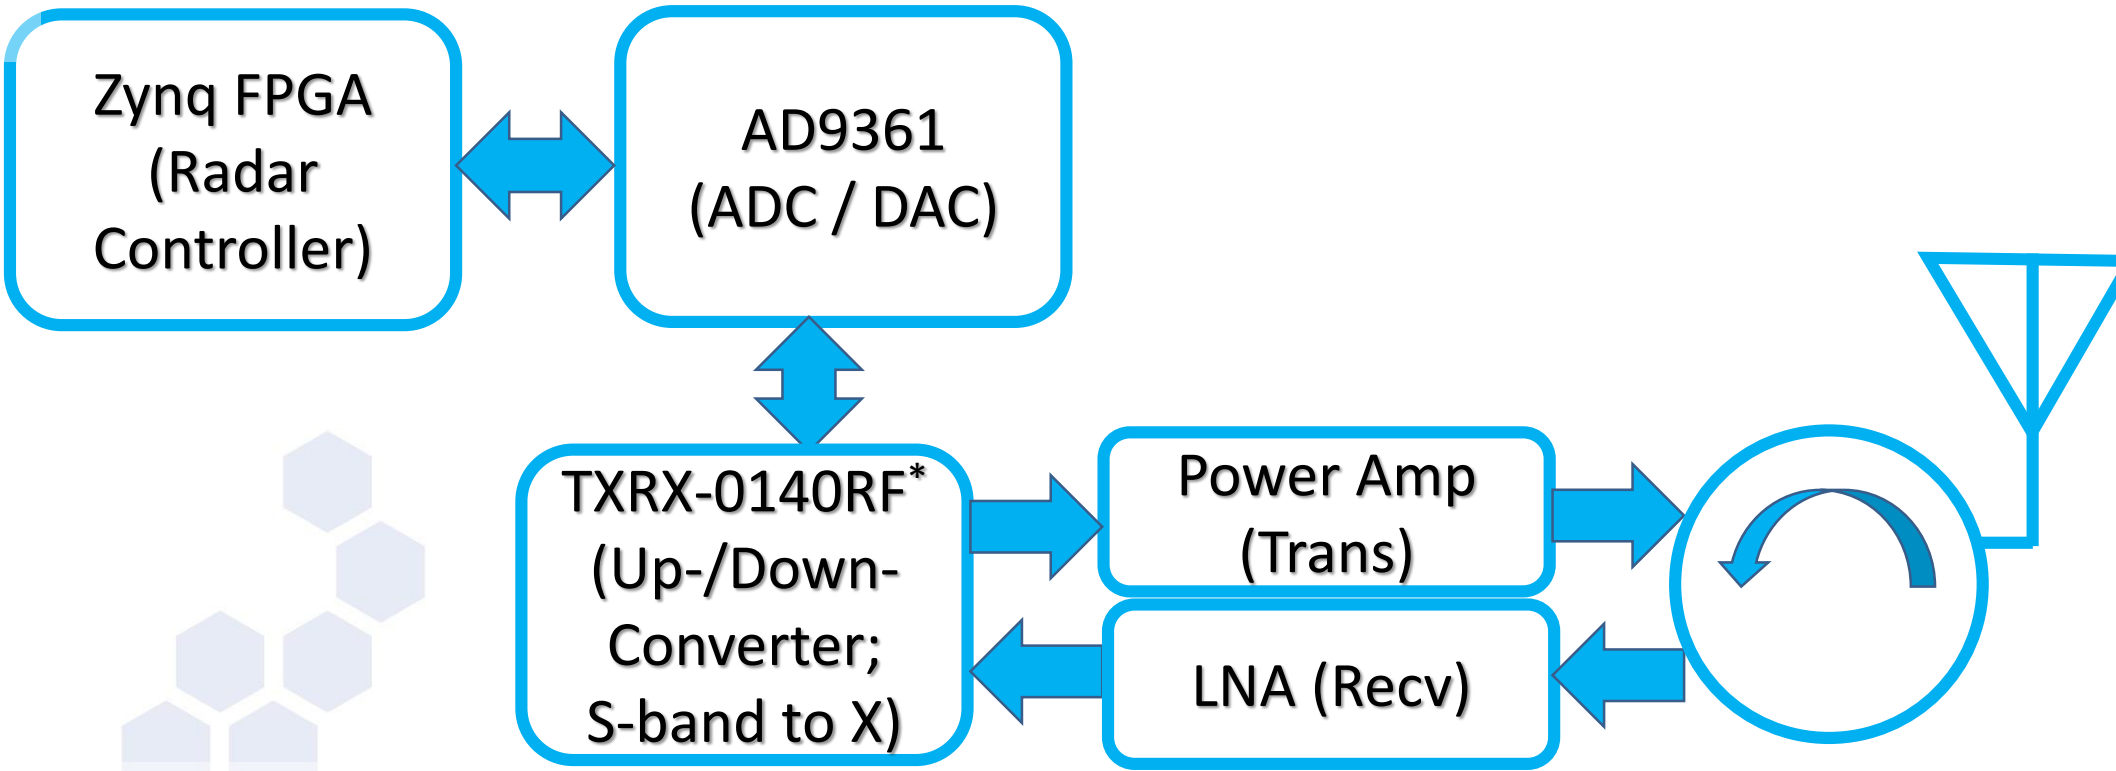 Zynq FPGA
(Radar
Controller)
AD9361
(ADC / DAC)
TXRX-0140RF*
(Up-/Down-
Converter;
S-band to X)
Power Amp
(Trans)
LNA (Recv)